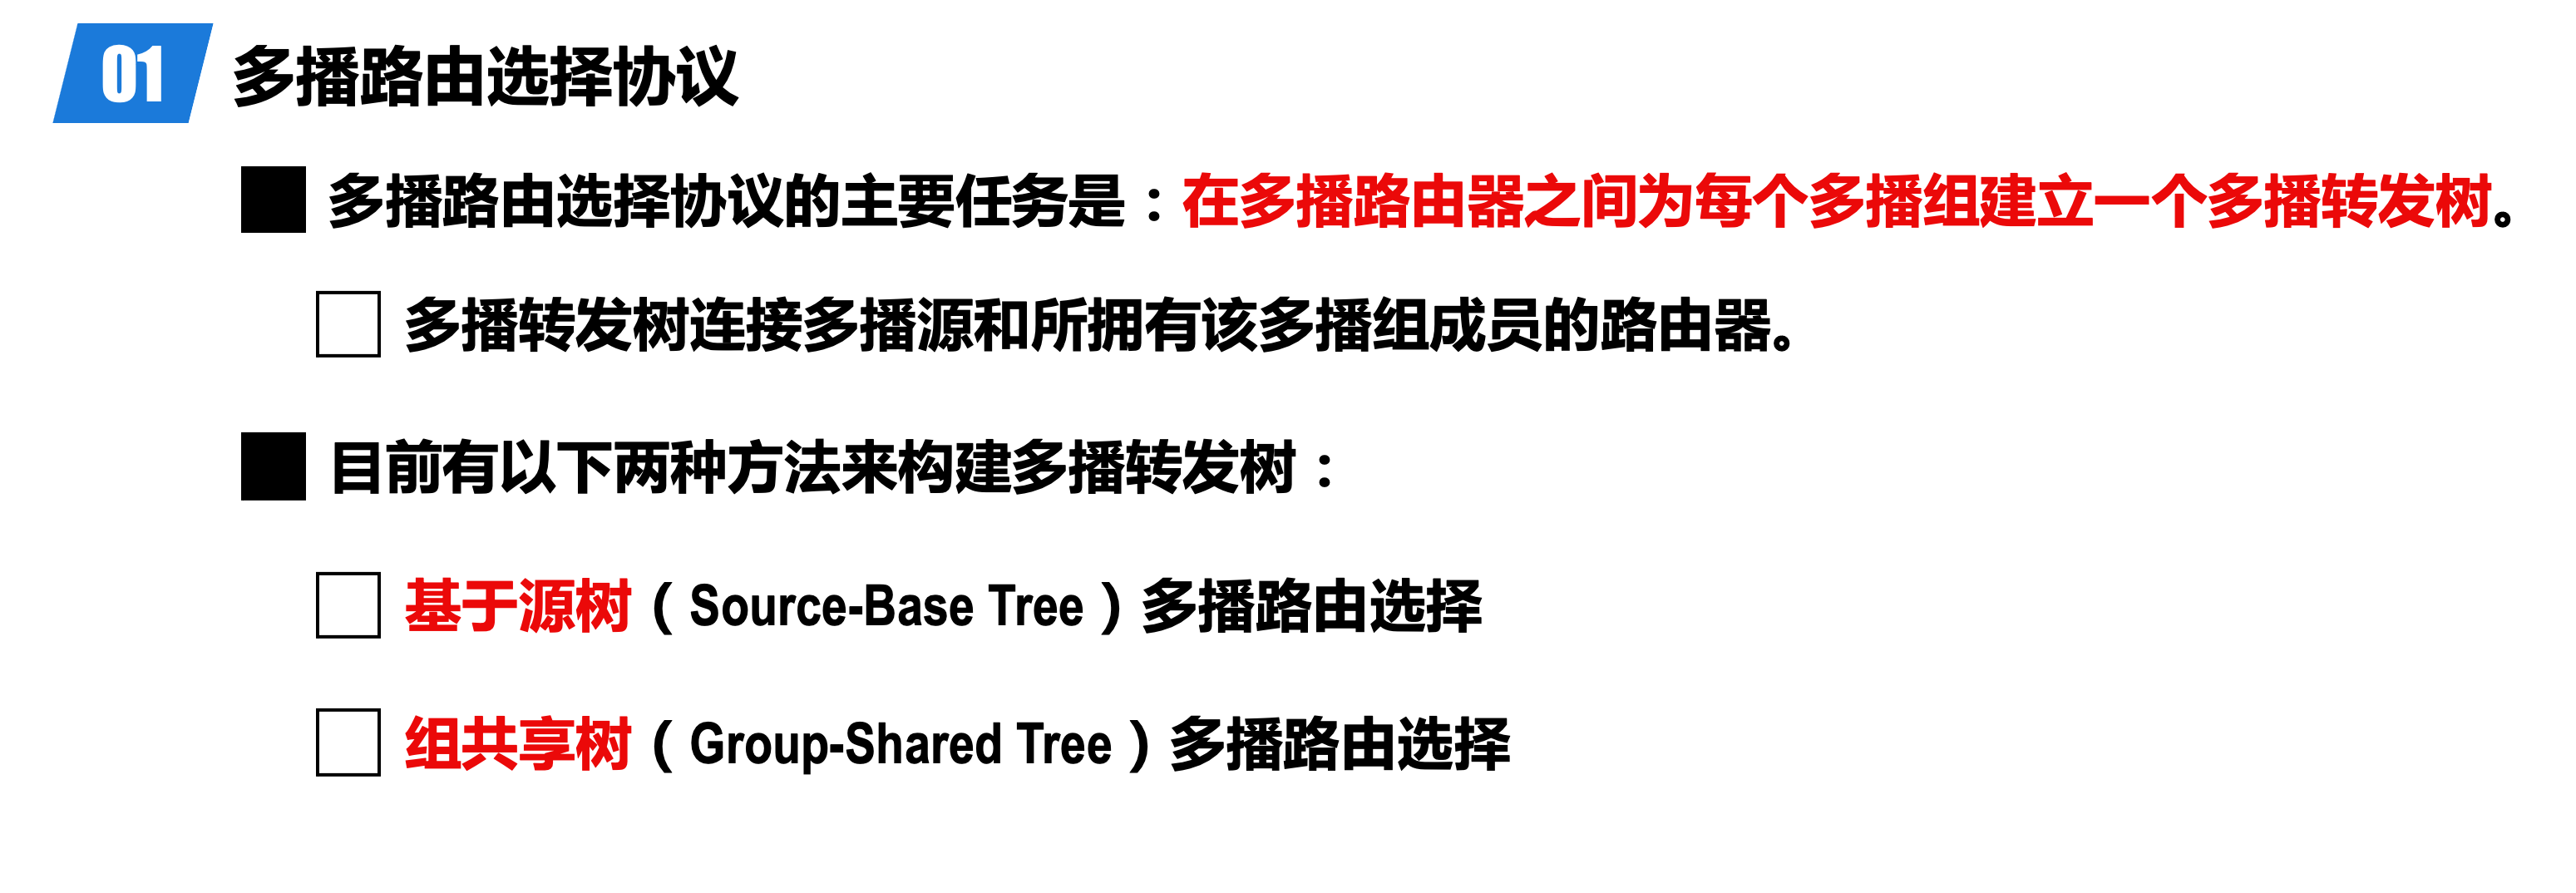 01 多播路由选择协议
多播路由选择协议的主要任务是：在多播路由器之间为每个多播组建立一个多播转发树。
多播转发树连接多播源和所拥有该多播组成员的路由器。
目前有以下两种方法来构建多播转发树：
基于源树（Source-Base Tree）多播路由选择
组共享树（Group-Shared Tree）多播路由选择